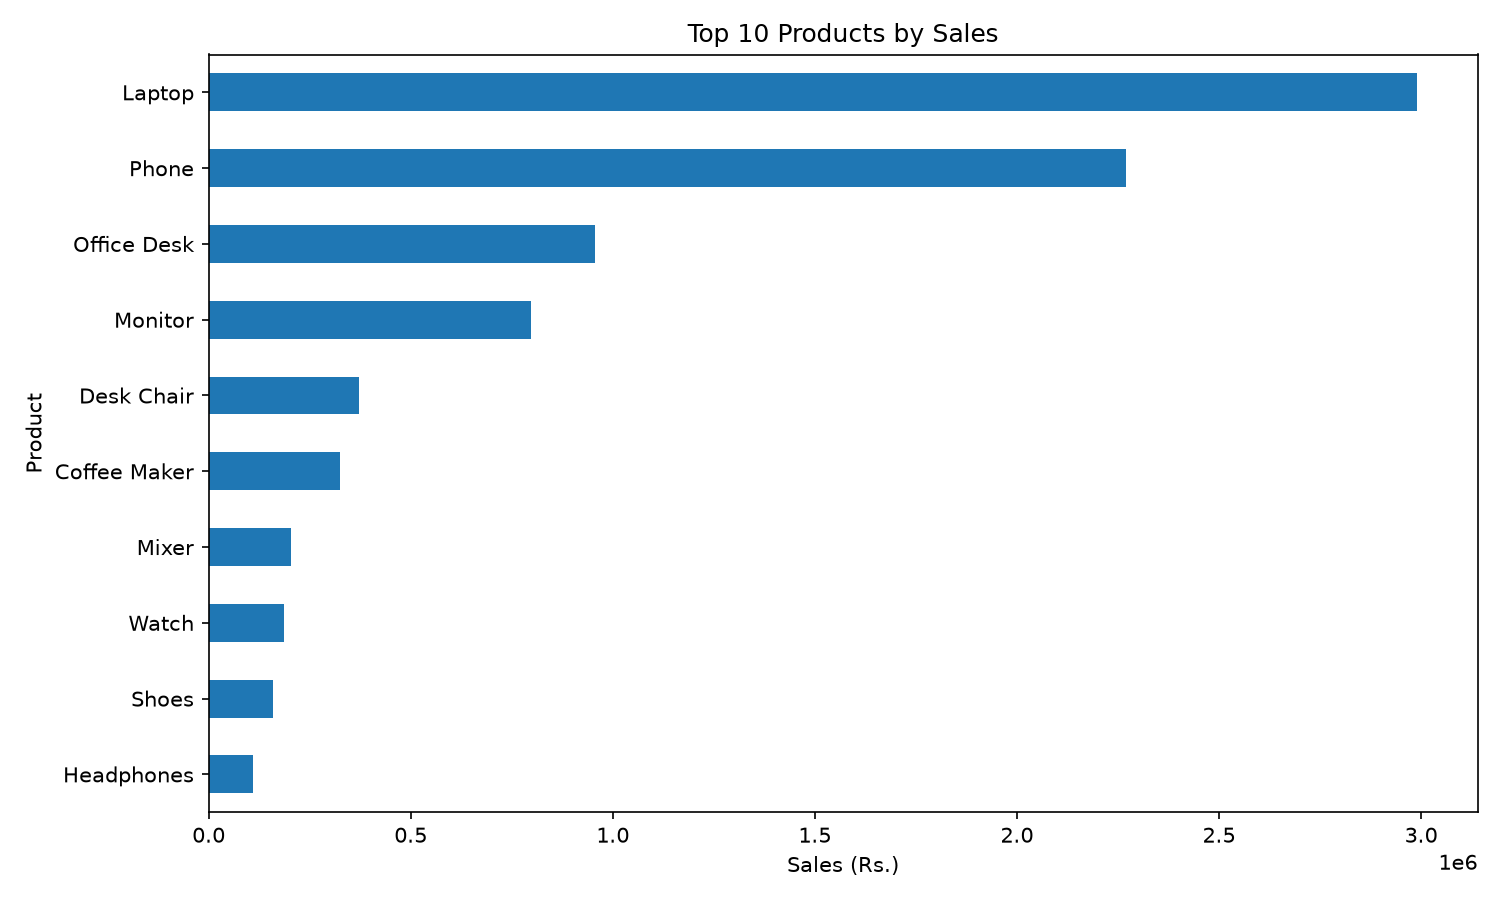 Top 10 Products by Sales
Product
Laptop
Phone
Office Desk
Monitor
Desk Chair
Coffee Maker
Mixer
Watch
Shoes
Headphones
0.0 0.5 1.0 1.5 2.0 2.5 3.0
1e6
Sales (Rs.)